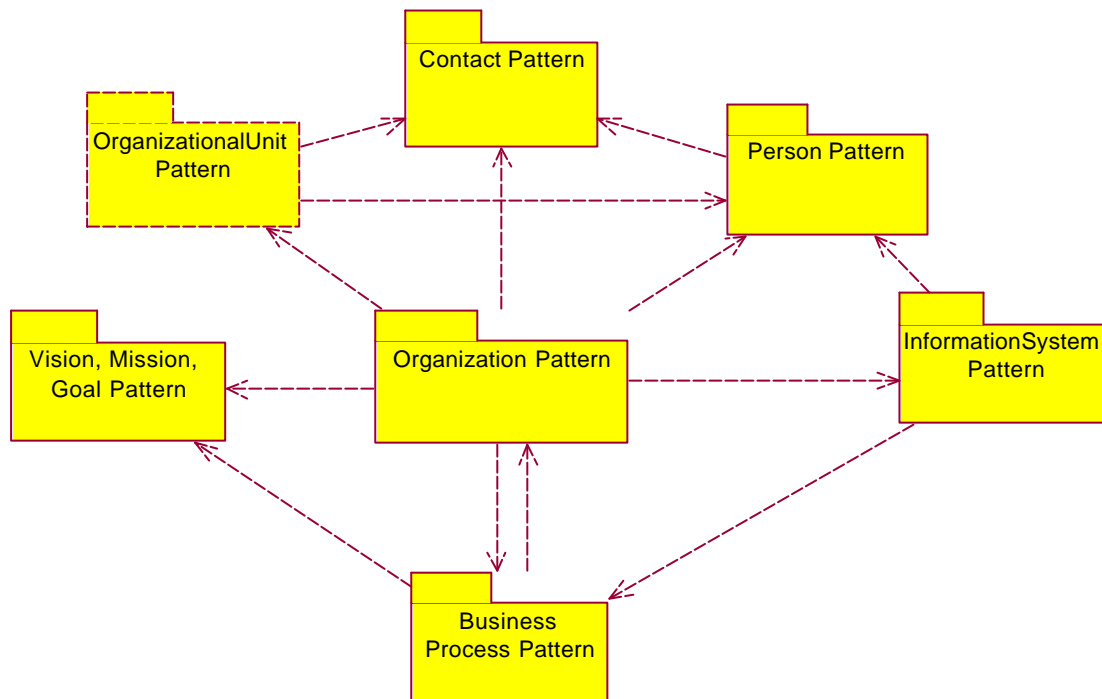 Contact Pattern
OrganizationalUnit
Pattern
Person Pattern
Vision, Mission,
Goal Pattern
Organization Pattern
InformationSystem
Pattern
Business
Process Pattern